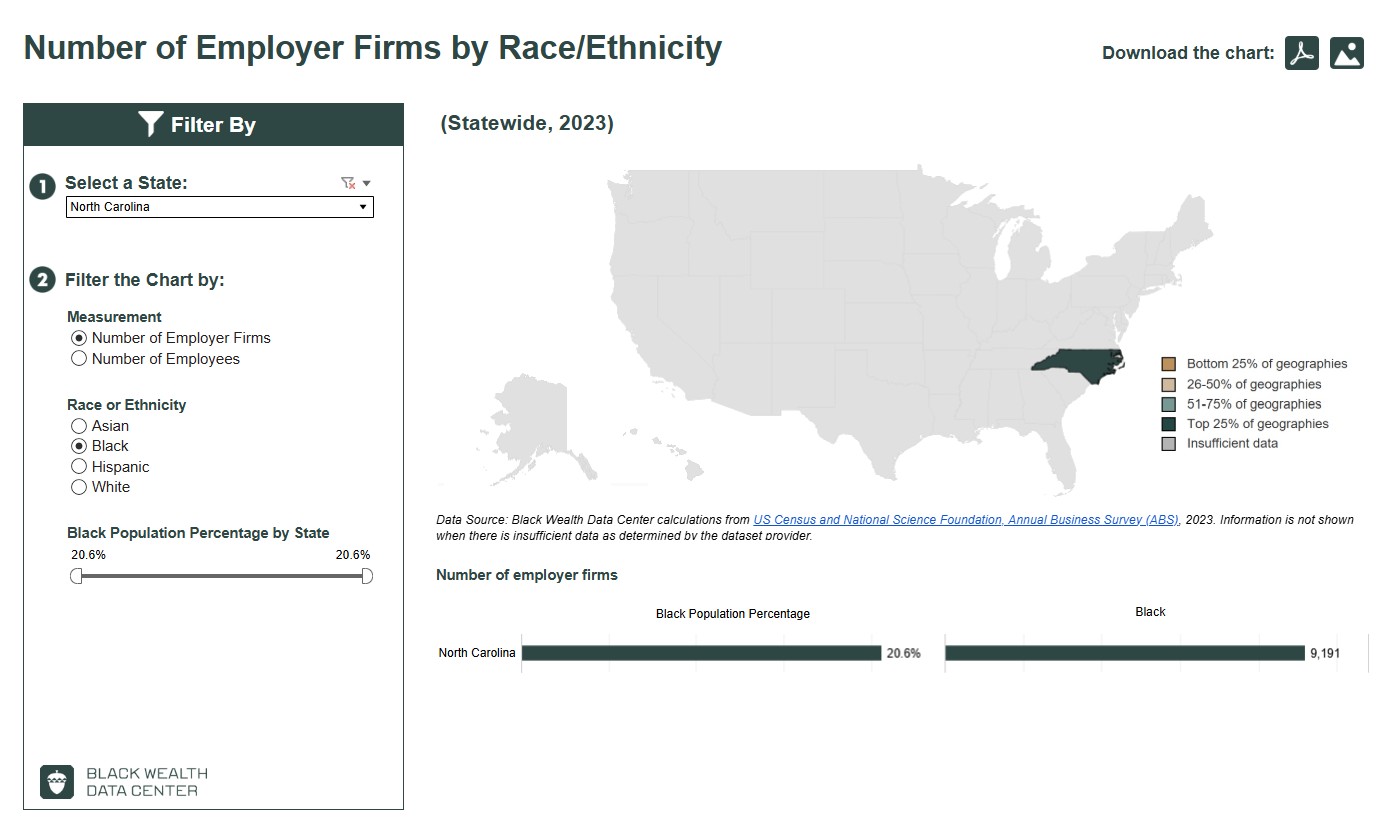 Number of Employer Firms by Race/Ethnicity
Download the chart:
Filter By
1 Select a State:
North Carolina
2 Filter the Chart by:
Measurement
Number of Employer Firms
Number of Employees
Race or Ethnicity
Asian
Black
Hispanic
White
Black Population Percentage by State
20.6% 20.6%
BLACK WEALTH
DATA CENTER
(Statewide, 2023)
Bottom 25% of geographies
26-50% of geographies
51-75% of geographies
Top 25% of geographies
Insufficient data
Data Source: Black Wealth Data Center calculations from US Census and National Science Foundation, Annual Business Survey (ABS), 2023. Information is not shown
when there is insufficient data as determined by the dataset provider.
Number of employer firms
Black Population Percentage Black
North Carolina 20.6% 9,191